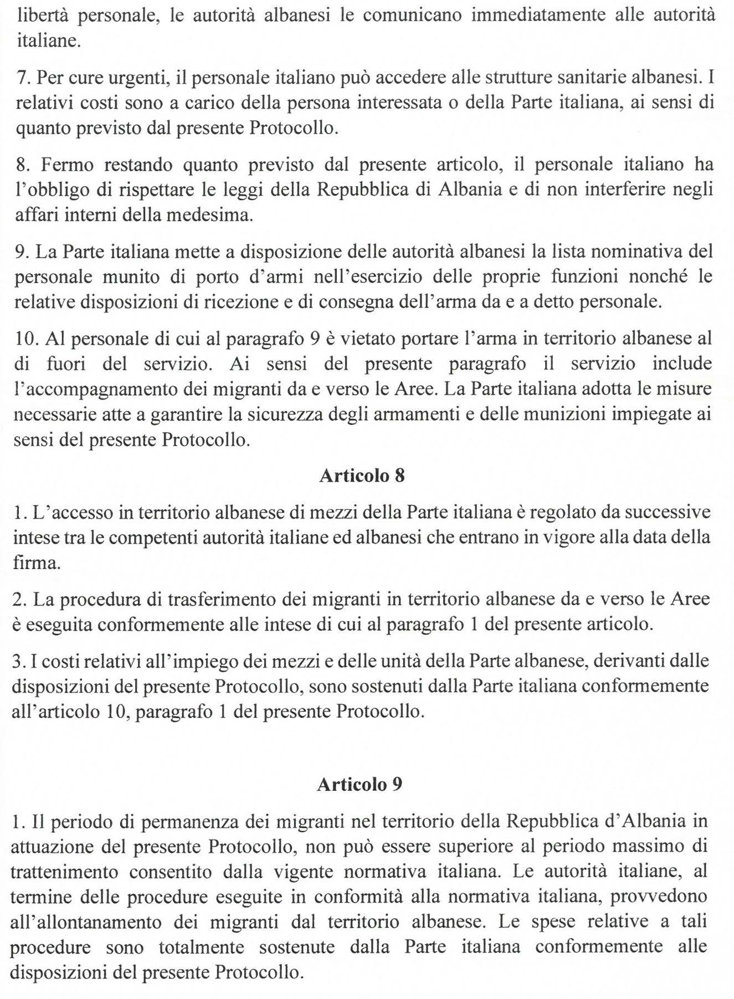 libertà personale, le autorità albanesi le comunicano immediatamente alle autorità
italiane.
7. Per cure urgenti, il personale italiano può accedere alle strutture sanitarie albanesi. I
relativi costi sono a carico della persona interessata o della Parte italiana, ai sensi di
quanto previsto dal presente Protocollo.
8. Fermo restando quanto previsto dal presente articolo, il personale italiano ha
l’obbligo di rispettare le leggi della Repubblica di Albania e di non interferire negli
affari interni della medesima.
9. La Parte italiana mette a disposizione delle autorità albanesi la lista nominativa del
personale munito di porto d’armi nell’esercizio delle proprie funzioni nonché le
relative disposizioni di ricezione e di consegna dell’arma da e a detto personale.
10. Al personale di cui al paragrafo 9 è vietato portare l’arma in territorio albanese al
di fuori del servizio. Ai sensi del presente paragrafo il servizio include
l’accompagnamento dei migranti da e verso le Aree. La Parte italiana adotta le misure
necessarie atte a garantire la sicurezza degli armamenti e delle munizioni impiegate ai
sensi del presente Protocollo.
Articolo 8
1. L’accesso in territorio albanese di mezzi della Parte italiana è regolato da successive
intese tra le competenti autorità italiane ed albanesi che entrano in vigore alla data della
firma.
2. La procedura di trasferimento dei migranti in territorio albanese da e verso le Aree
è eseguita conformemente alle intese di cui al paragrafo 1 del presente articolo.
3. I costi relativi all’impiego dei mezzi e delle unità della Parte albanese, derivanti dalle
disposizioni del presente Protocollo, sono sostenuti dalla Parte italiana conformemente
all’articolo 10, paragrafo 1 del presente Protocollo.
Articolo 9
1. Il periodo di permanenza dei migranti nel territorio della Repubblica d’Albania in
attuazione del presente Protocollo, non può essere superiore al periodo massimo di
trattenimento consentito dalla vigente normativa italiana. Le autorità italiane, al
termine delle procedure eseguite in conformità alla normativa italiana, provvedono
all’allontanamento dei migranti dal territorio albanese. Le spese relative a tali
procedure sono totalmente sostenute dalla Parte italiana conformemente alle
disposizioni del presente Protocollo.